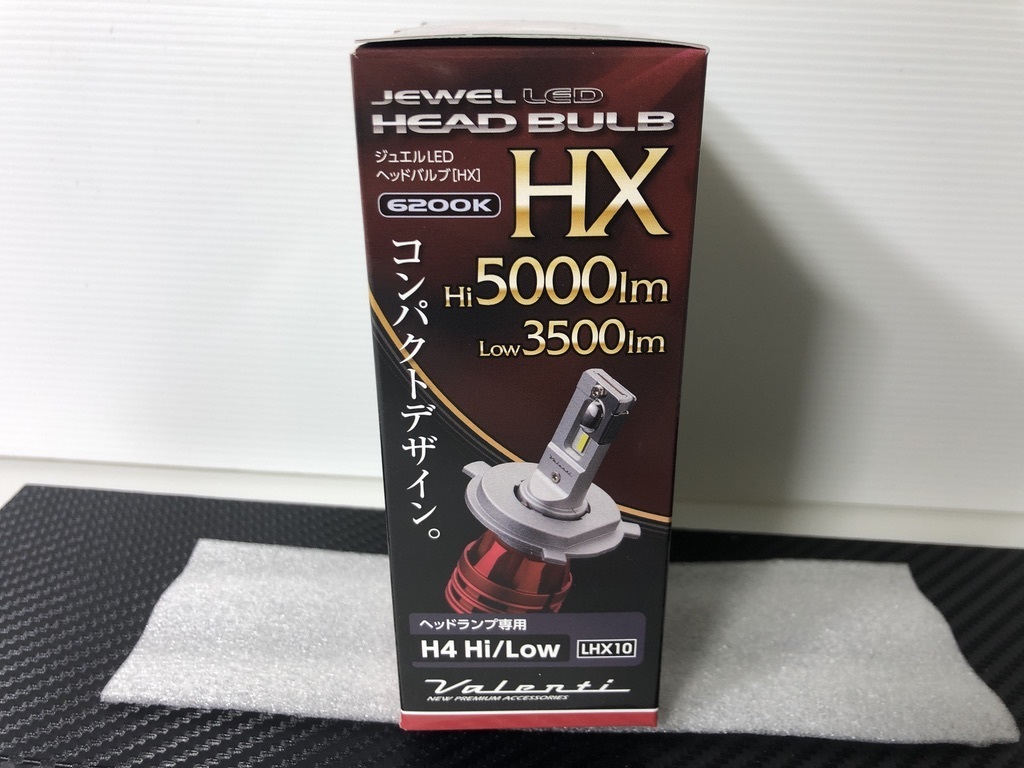 JEWEL LED
HEAD BULB
ジュエルLED
ヘッドバルブ[HX]
HX
6200K
コンパクトデザイン。
Hi 5000lm
Low 3500lm
Valenti
ヘッドランプ専用
H4 Hi/Low
LHX10
Valenti
NEW PREMIUM ACCESSORIES